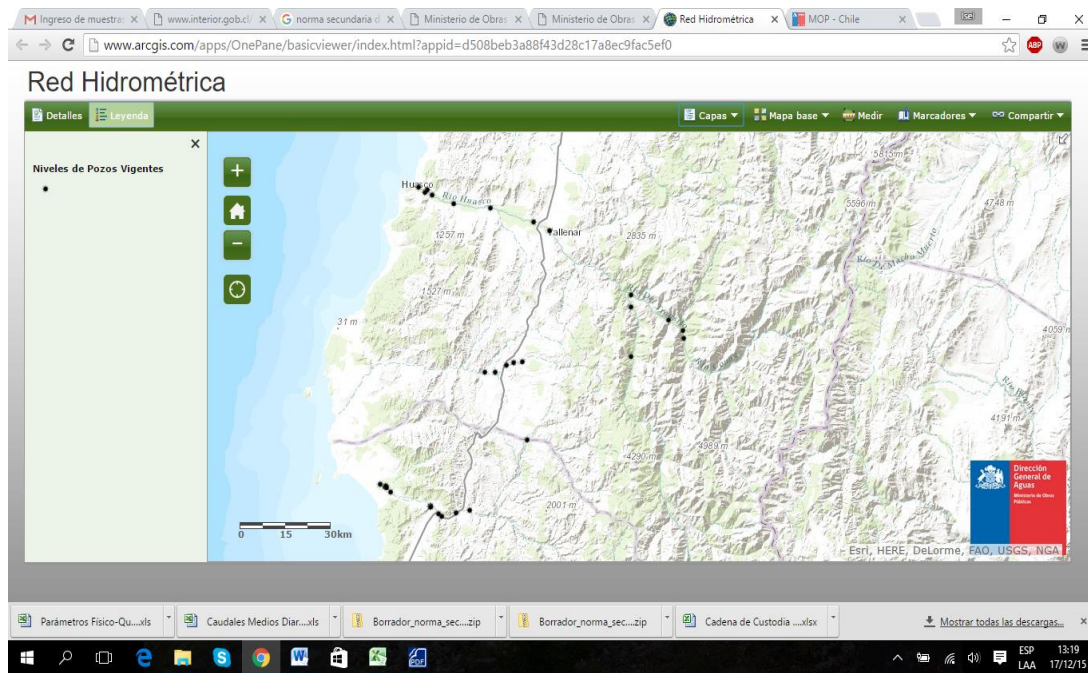 Ingreso de muestra:
www.interior.gob.cl/
norma secundaria d
Ministerio de Obras
Ministerio de Obras
Red Hidrométrica
MOP - Chile
www.arcgis.com/apps/OnePane/basicviewer/index.html?appid=d508beb3a88f43d28c17a8ec9fac5ef0
ABP
W
Red Hidrométrica
Detalles
Leyenda
Capas
Mapa base
Medir
Marcadores
Compartir
Niveles de Pozos Vigentes
Huasco
Río Huasco
Vallenar
1257 m
2835 m
5815 m
5596 m
4748 m
1527 m
31 m
4059 m
4191 m
4989 m
4290 m
2001 m
0 15 30km
Dirección
General de
Aguas
Ministerio de Obras
Públicas
Esri, HERE, DeLorme, FAO, USGS, NGA
Parámetros Físico-Qu....xls
Caudales Medios Diar....xls
Borrador_norma_sec....zip
Borrador_norma_sec....zip
Cadena de Custodia ....xlsx
Mostrar todas las descargas...
ESP
LAA
13:19
17/12/15